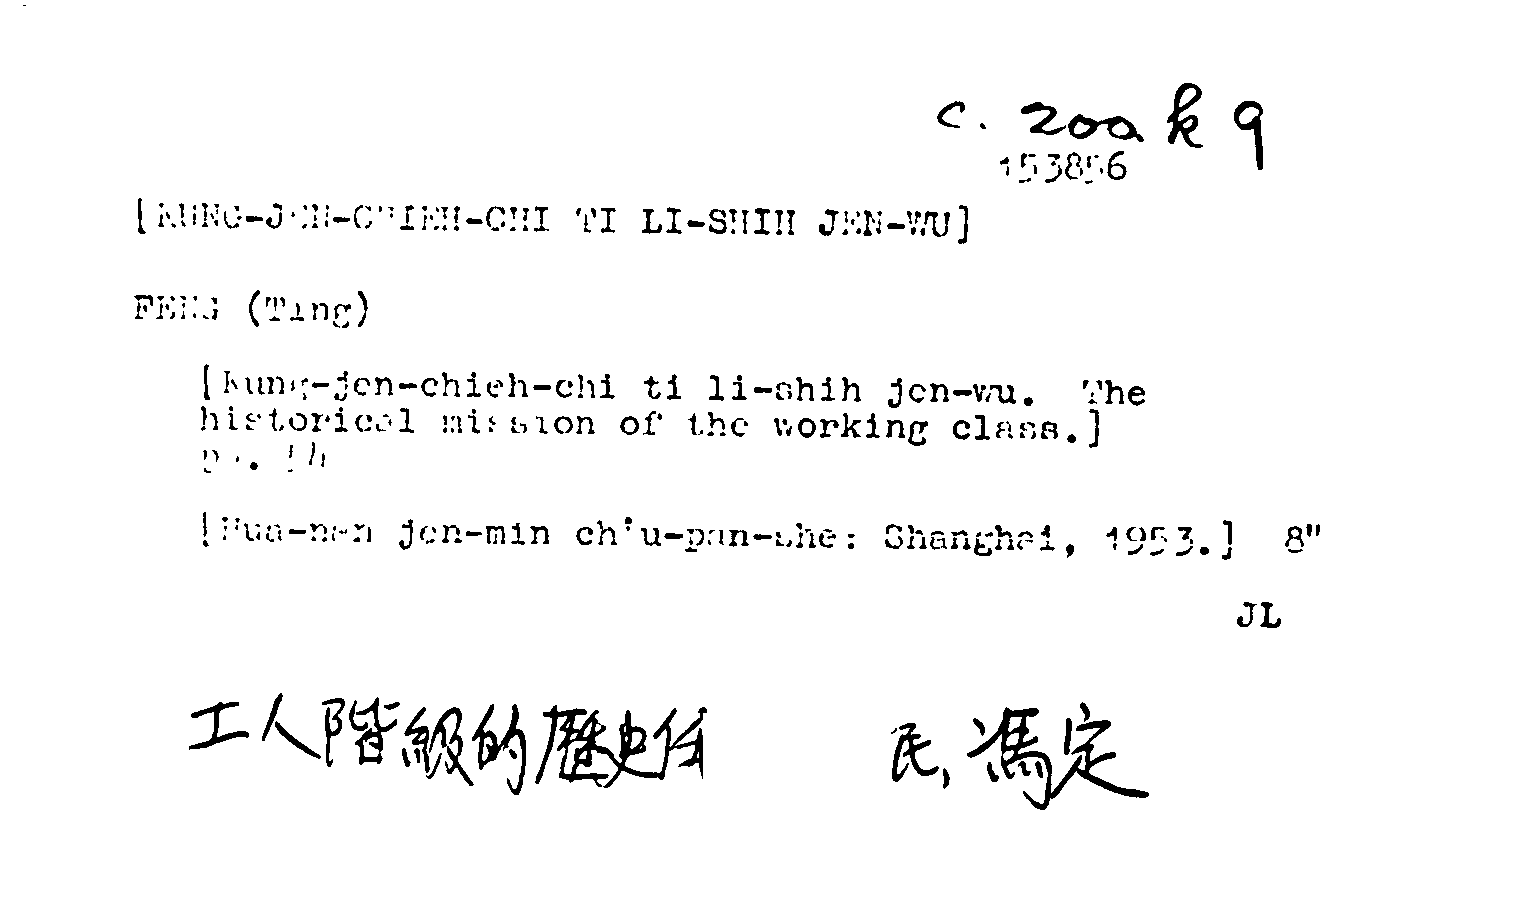 C. 200 k 9
153856
[KUNG-JEN-CHIEH-CHI TI LI-SHIH JEN-WU]
FENG (Ting)
[Kung-jen-chieh-chi ti li-shih jen-wu. The
historical mission of the working class.]
pp.
[Hua-nan jen-min ch'u-pan-she: Shanghai, 1953.] 8"
JL
工人階級的歷史任 民, 馮定